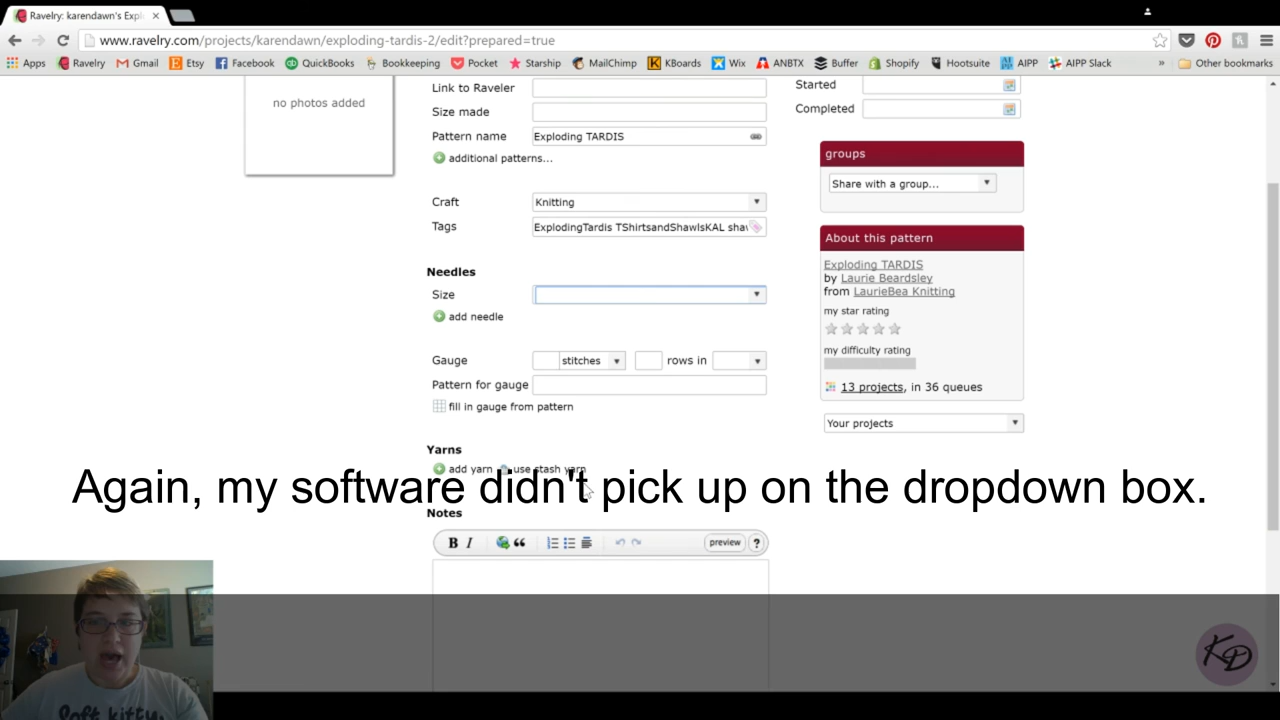 Ravelry: karendawn's Expl
www.ravelry.com/projects/karendawn/exploding-tardis-2/edit?prepared=true
Apps Ravelry Gmail Etsy Facebook QuickBooks Bookkeeping Pocket Starship MailChimp KBoards Wix ANBTX Buffer Shopify Hootsuite AIPP AIPP Slack » Other bookmarks
no photos added
Link to Raveler
Size made
Pattern name Exploding TARDIS
additional patterns...
Craft Knitting
Tags ExplodingTardis TShirtsandShawlsKAL shaw
Needles
Size
add needle
Gauge stitches rows in
Pattern for gauge
fill in gauge from pattern
Yarns
add yarn use stash yarn
Again, my software didn't pick up on the dropdown box.
Notes
B I preview ?
Started
Completed
groups
Share with a group...
About this pattern
Exploding TARDIS
by Laurie Beardsley
from LaurieBea Knitting
my star rating
my difficulty rating
13 projects, in 36 queues
Your projects
Soft kitty,
KD